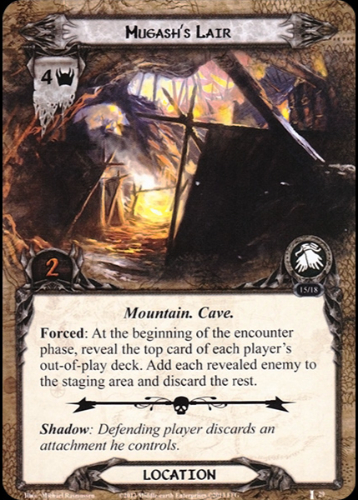 MUGASH'S LAIR
4
2
15/18
Mountain. Cave.
Forced: At the beginning of the encounter
phase, reveal the top card of each player's
out-of-play deck. Add each revealed enemy to
the staging area and discard the rest.
Shadow: Defending player discards an
attachment he controls.
LOCATION